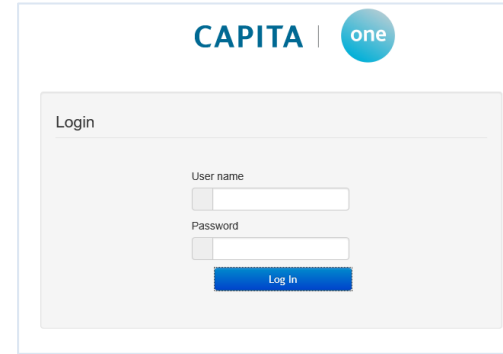 CAPITA one
Login
User name
Password
Log In